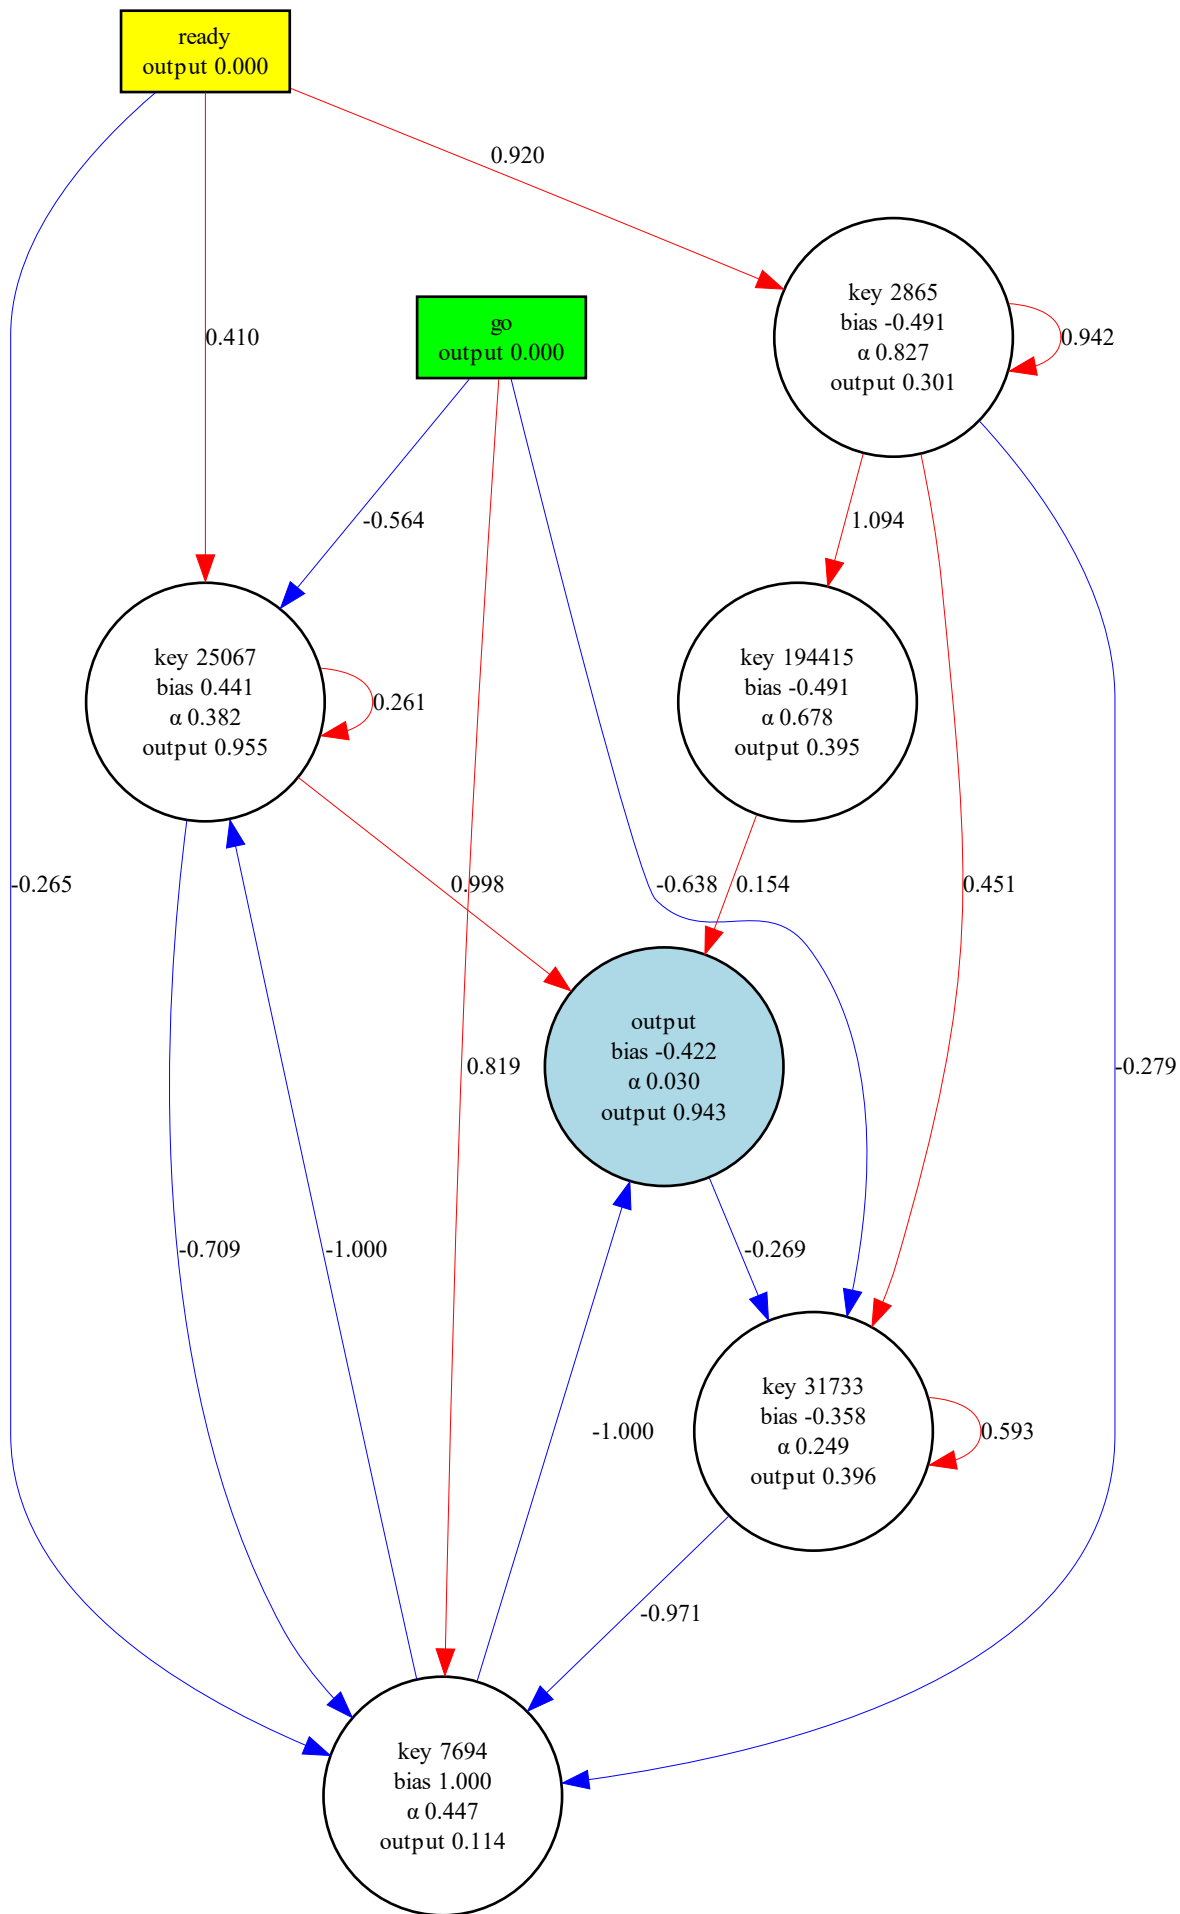 ready
output 0.000
0.920
go
output 0.000
0.410
key 2865
bias -0.491
α 0.827
output 0.301
0.942
-0.564
1.094
key 25067
bias 0.441
α 0.382
output 0.955
0.261
key 194415
bias -0.491
α 0.678
output 0.395
-0.265
0.998
-0.638
0.154
0.451
output
bias -0.422
α 0.030
output 0.943
0.819
-0.279
-0.709
-1.000
-0.269
-1.000
key 31733
bias -0.358
α 0.249
output 0.396
0.593
-0.971
key 7694
bias 1.000
α 0.447
output 0.114